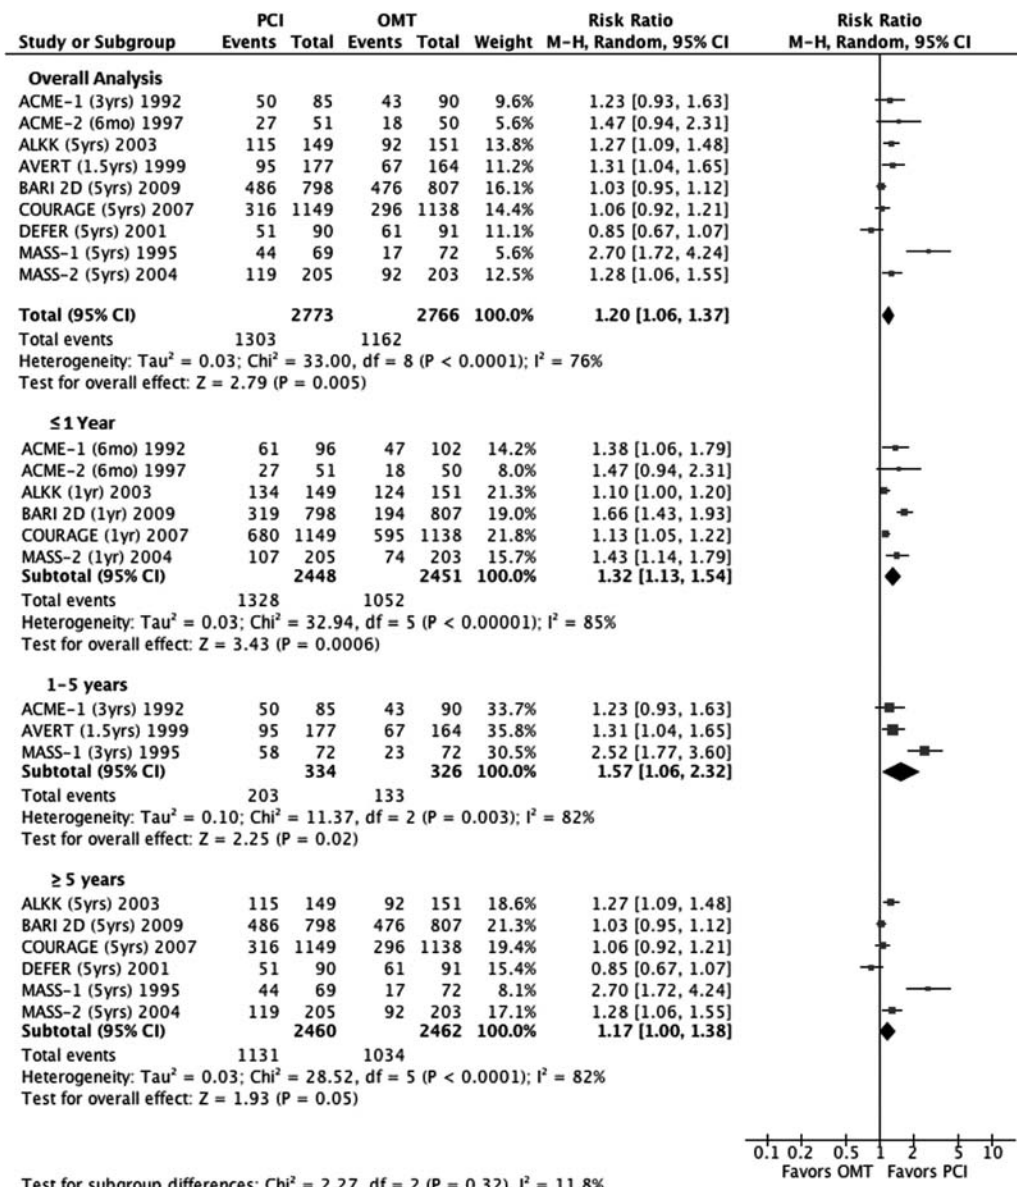 PCI OMT Risk Ratio Risk Ratio
Study or Subgroup Events Total Events Total Weight M-H, Random, 95% CI M-H, Random, 95% CI
Overall Analysis
ACME-1 (3yrs) 1992 50 85 43 90 9.6% 1.23 [0.93, 1.63]
ACME-2 (6mo) 1997 27 51 18 50 5.6% 1.47 [0.94, 2.31]
ALKK (5yrs) 2003 115 149 92 151 13.8% 1.27 [1.09, 1.48]
AVERT (1.5yrs) 1999 95 177 67 164 11.2% 1.31 [1.04, 1.65]
BARI 2D (5yrs) 2009 486 798 476 807 16.1% 1.03 [0.95, 1.12]
COURAGE (5yrs) 2007 316 1149 296 1138 14.4% 1.06 [0.92, 1.21]
DEFER (5yrs) 2001 51 90 61 91 11.1% 0.85 [0.67, 1.07]
MASS-1 (5yrs) 1995 44 69 17 72 5.6% 2.70 [1.72, 4.24]
MASS-2 (5yrs) 2004 119 205 92 203 12.5% 1.28 [1.06, 1.55]
Total (95% CI) 2773 2766 100.0% 1.20 [1.06, 1.37]
Total events 1303 1162
Heterogeneity: Tau² = 0.03; Chi² = 33.00, df = 8 (P < 0.0001); I² = 76%
Test for overall effect: Z = 2.79 (P = 0.005)
≤1 Year
ACME-1 (6mo) 1992 61 96 47 102 14.2% 1.38 [1.06, 1.79]
ACME-2 (6mo) 1997 27 51 18 50 8.0% 1.47 [0.94, 2.31]
ALKK (1yr) 2003 134 149 124 151 21.3% 1.10 [1.00, 1.20]
BARI 2D (1yr) 2009 319 798 194 807 19.0% 1.66 [1.43, 1.93]
COURAGE (1yr) 2007 680 1149 595 1138 21.8% 1.13 [1.05, 1.22]
MASS-2 (1yr) 2004 107 205 74 203 15.7% 1.43 [1.14, 1.79]
Subtotal (95% CI) 2448 2451 100.0% 1.32 [1.13, 1.54]
Total events 1328 1052
Heterogeneity: Tau² = 0.03; Chi² = 32.94, df = 5 (P < 0.00001); I² = 85%
Test for overall effect: Z = 3.43 (P = 0.0006)
1-5 years
ACME-1 (3yrs) 1992 50 85 43 90 33.7% 1.23 [0.93, 1.63]
AVERT (1.5yrs) 1999 95 177 67 164 35.8% 1.31 [1.04, 1.65]
MASS-1 (3yrs) 1995 58 72 23 72 30.5% 2.52 [1.77, 3.60]
Subtotal (95% CI) 334 326 100.0% 1.57 [1.06, 2.32]
Total events 203 133
Heterogeneity: Tau² = 0.10; Chi² = 11.37, df = 2 (P = 0.003); I² = 82%
Test for overall effect: Z = 2.25 (P = 0.02)
≥ 5 years
ALKK (5yrs) 2003 115 149 92 151 18.6% 1.27 [1.09, 1.48]
BARI 2D (5yrs) 2009 486 798 476 807 21.3% 1.03 [0.95, 1.12]
COURAGE (5yrs) 2007 316 1149 296 1138 19.4% 1.06 [0.92, 1.21]
DEFER (5yrs) 2001 51 90 61 91 15.4% 0.85 [0.67, 1.07]
MASS-1 (5yrs) 1995 44 69 17 72 8.1% 2.70 [1.72, 4.24]
MASS-2 (5yrs) 2004 119 205 92 203 17.1% 1.28 [1.06, 1.55]
Subtotal (95% CI) 2460 2462 100.0% 1.17 [1.00, 1.38]
Total events 1131 1034
Heterogeneity: Tau² = 0.03; Chi² = 28.52, df = 5 (P < 0.0001); I² = 82%
Test for overall effect: Z = 1.93 (P = 0.05)
0.1 0.2 0.5 1 2 5 10
Favors OMT Favors PCI
Test for subgroup differences: Chi² = 2.27, df = 2 (P = 0.32), I² = 11.8%